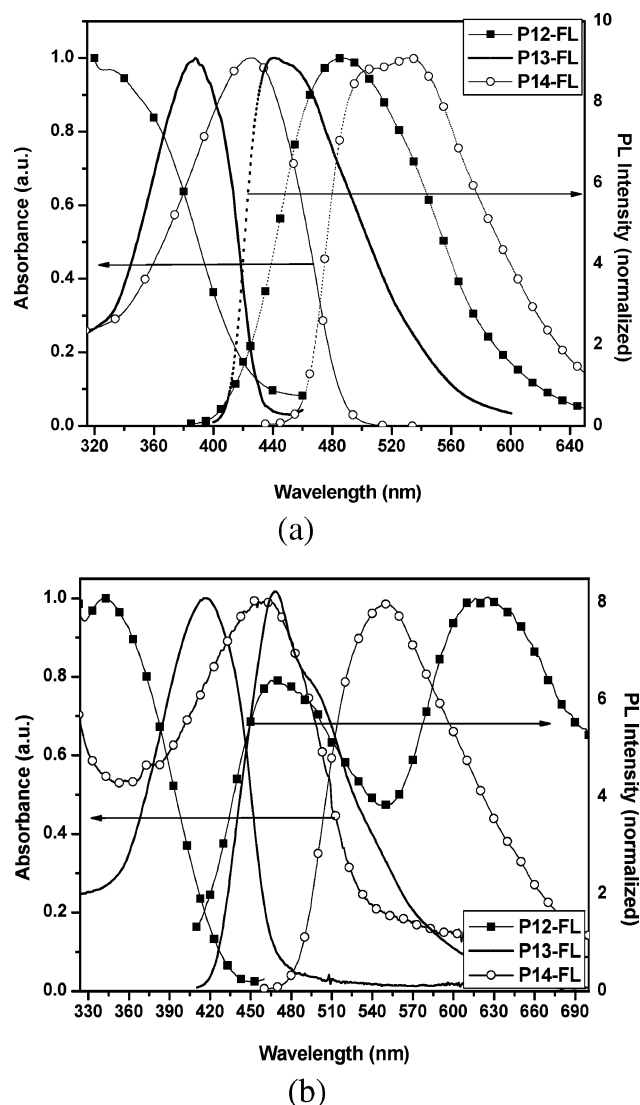 P12-FL
P13-FL
P14-FL
1.0
0.8
0.6
0.4
0.2
0.0
Absorbance (a.u.)
10
8
6
4
2
0
PL Intensity (normalized)
320 360 400 440 480 520 560 600 640
Wavelength (nm)
(a)
1.0
0.8
0.6
0.4
0.2
0.0
Absorbance (a.u.)
8
6
4
2
0
PL Intensity (normalized)
P12-FL
P13-FL
P14-FL
330 360 390 420 450 480 510 540 570 600 630 660 690
Wavelength (nm)
(b)